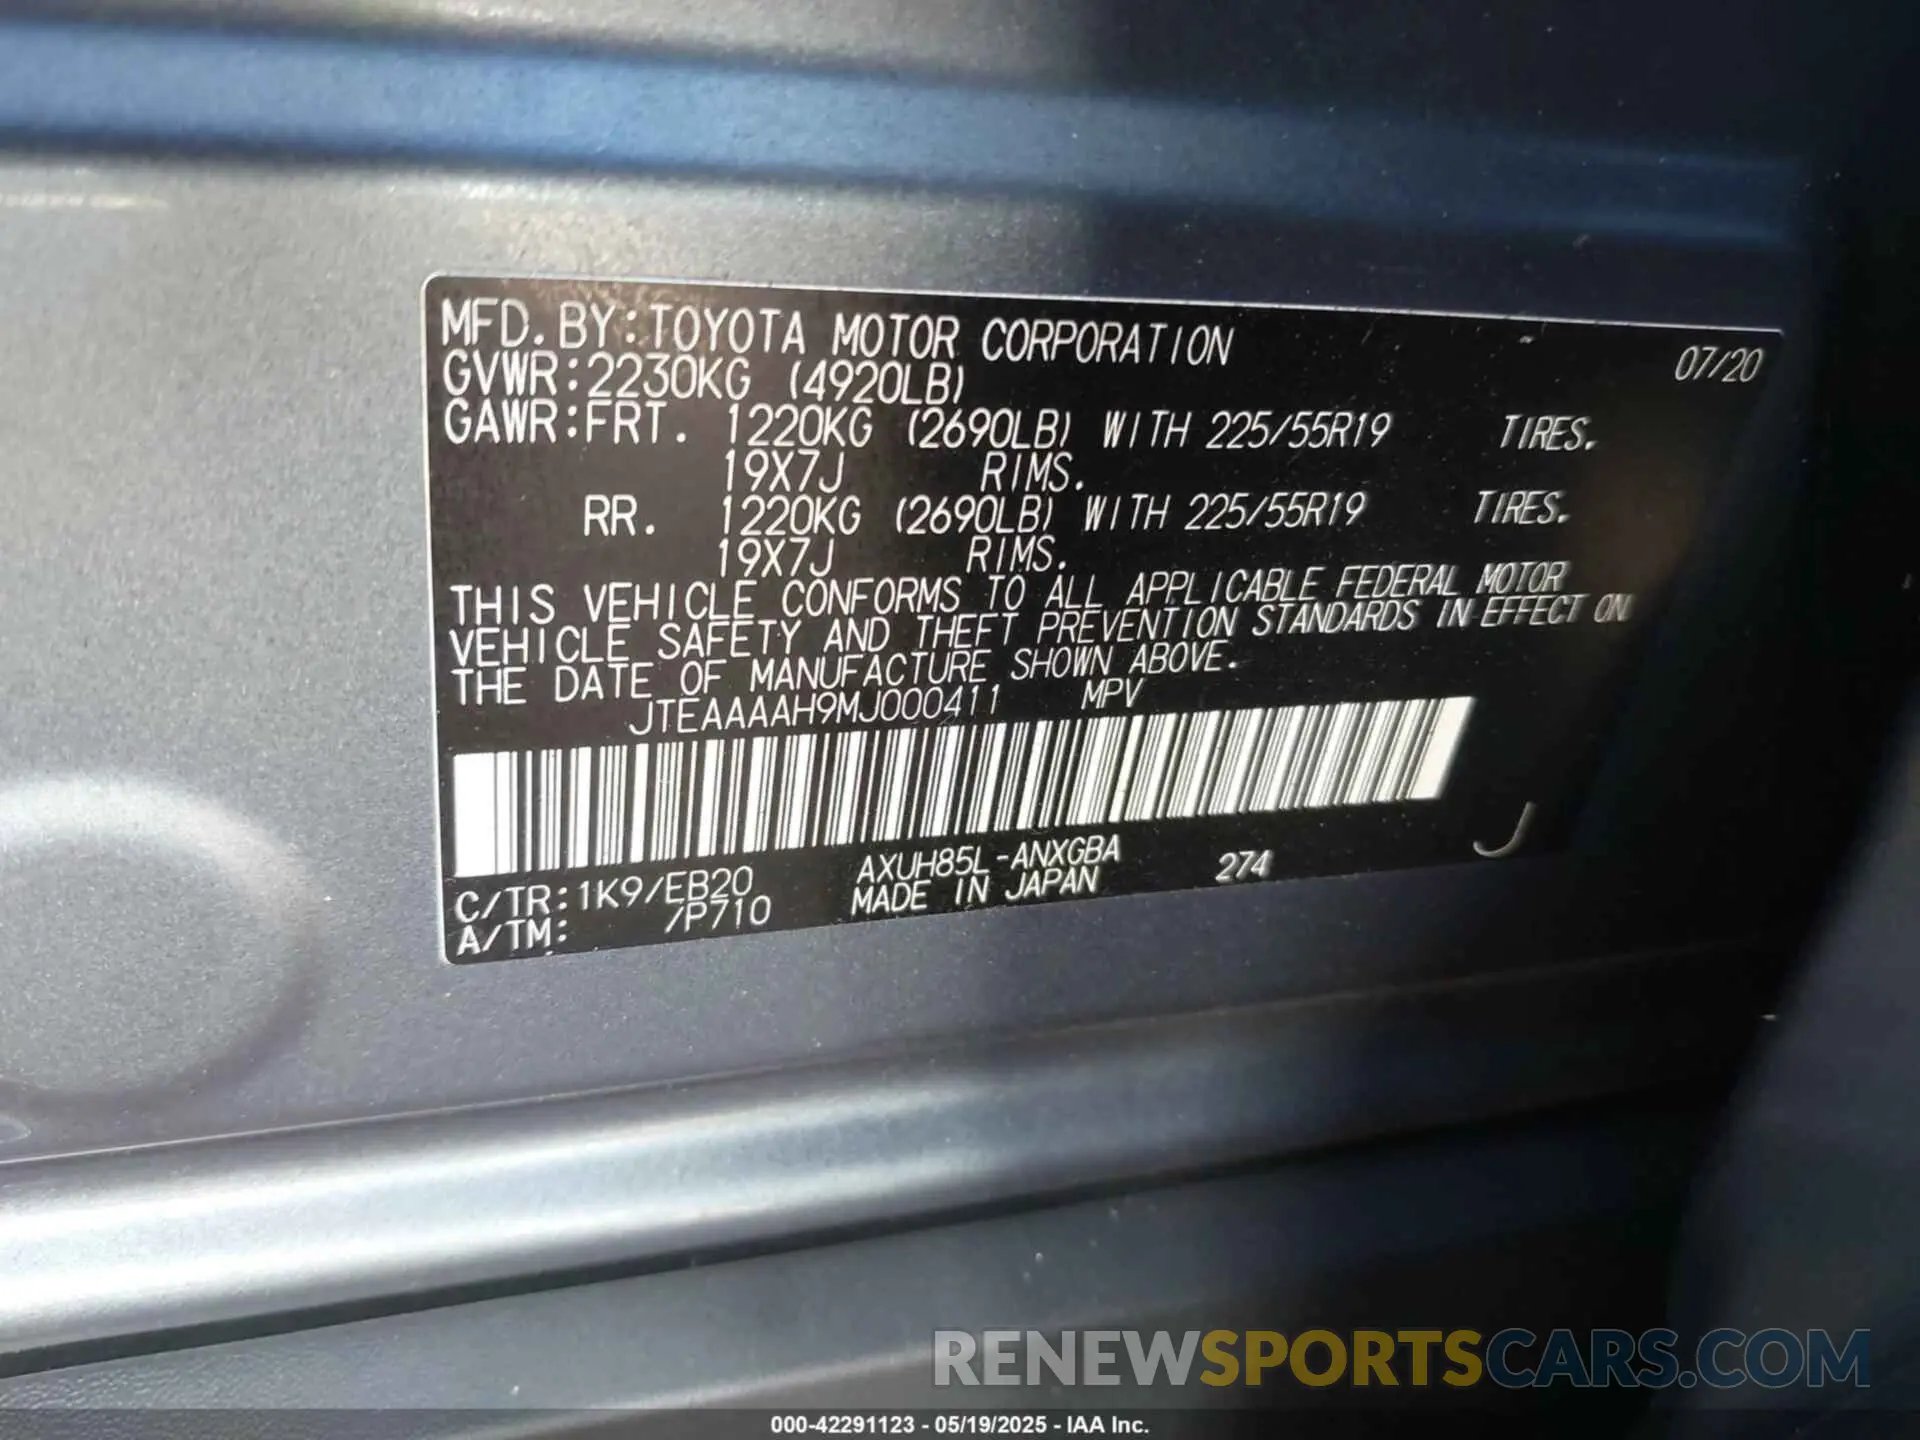 MFD. BY:TOYOTA MOTOR CORPORATION 07/20
GVWR:2230KG (4920LB)
GAWR:FRT. 1220KG (2690LB) WITH 225/55R19 TIRES.
19X7J RIMS.
RR. 1220KG (2690LB) WITH 225/55R19 TIRES.
19X7J RIMS.
THIS VEHICLE CONFORMS TO ALL APPLICABLE FEDERAL MOTOR
VEHICLE SAFETY AND THEFT PREVENTION STANDARDS IN EFFECT ON
THE DATE OF MANUFACTURE SHOWN ABOVE.
JTEAAAAH9MJ000411 MPV
J
C/TR:1K9/EB20 AXUH85L-ANXGBA 274
A/TM: /P710 MADE IN JAPAN
RENEWSPORTSCARS.COM
000-42291123 - 05/19/2025 - IAA Inc.